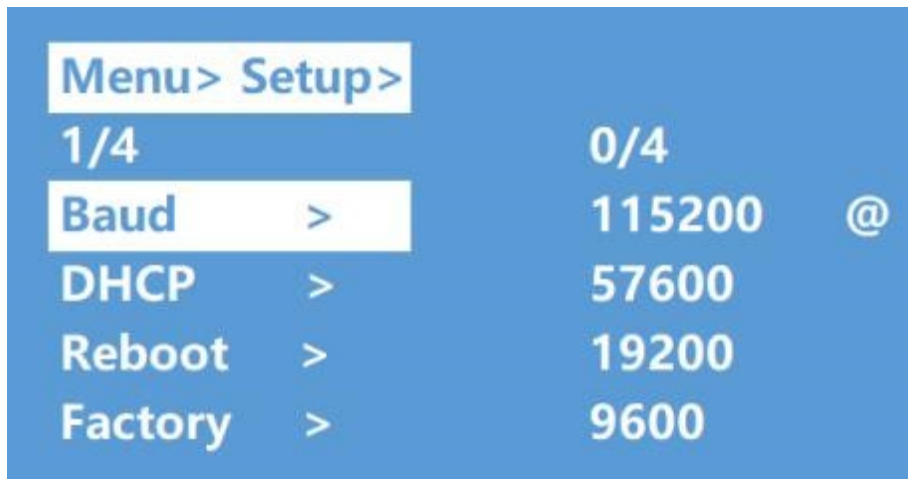 Menu> Setup>
1/4 0/4
Baud > 115200 @
DHCP > 57600
Reboot > 19200
Factory > 9600